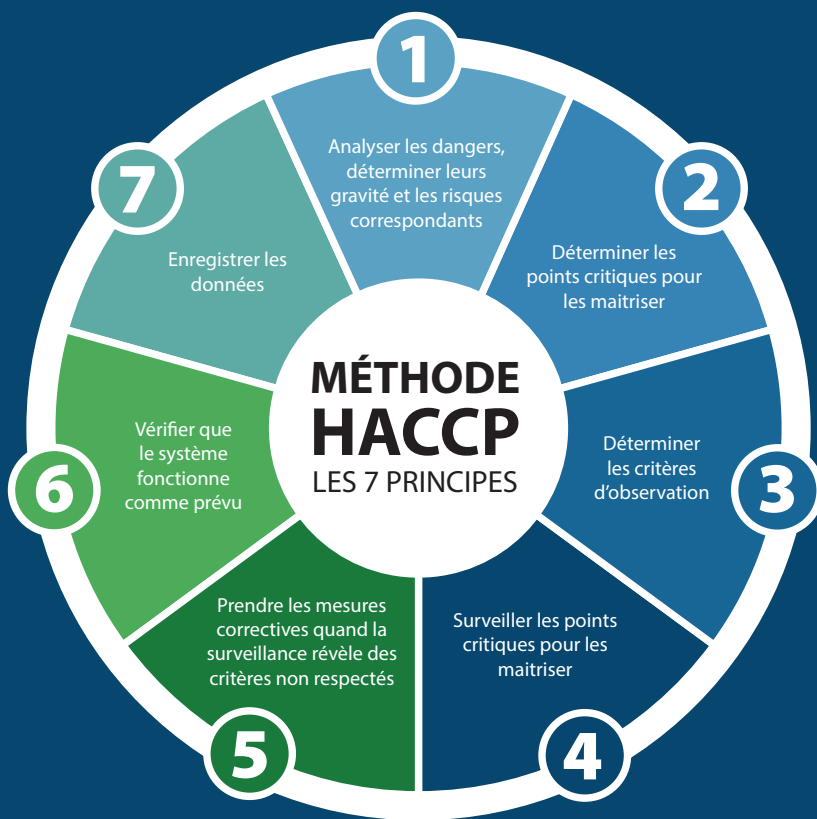 MÉTHODE
HACCP
LES 7 PRINCIPES
1
Analyser les dangers,
déterminer leurs
gravité et les risques
correspondants
2
Déterminer les
points critiques pour
les maitriser
3
Déterminer
les critères
d’observation
4
Surveiller les points
critiques pour les
maitriser
5
Prendre les mesures
correctives quand la
surveillance révèle des
critères non respectés
6
Vérifier que
le système
fonctionne
comme prévu
7
Enregistrer les
données